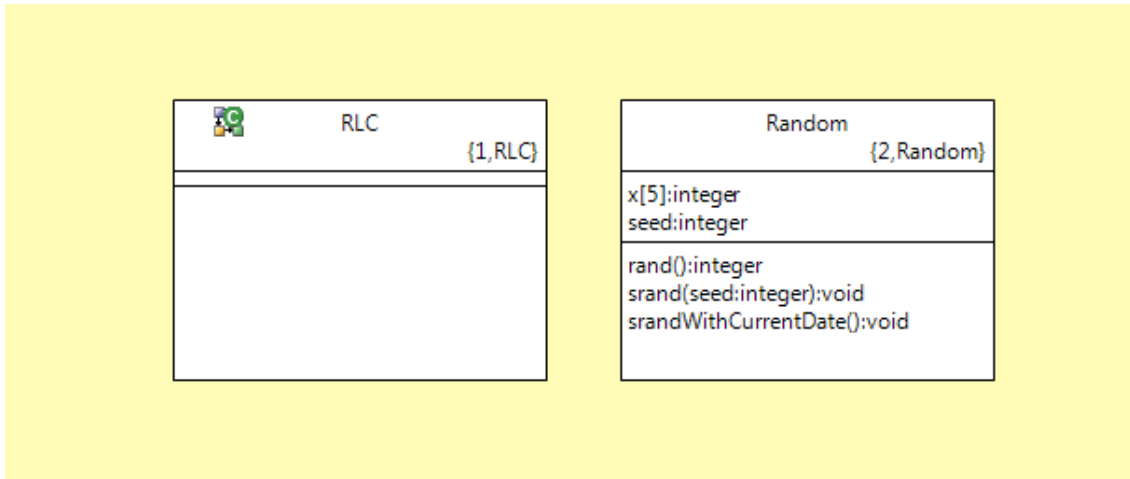 C
RLC
{1,RLC}
Random
{2,Random}
x[5]:integer
seed:integer
rand():integer
srand(seed:integer):void
srandWithCurrentDate():void